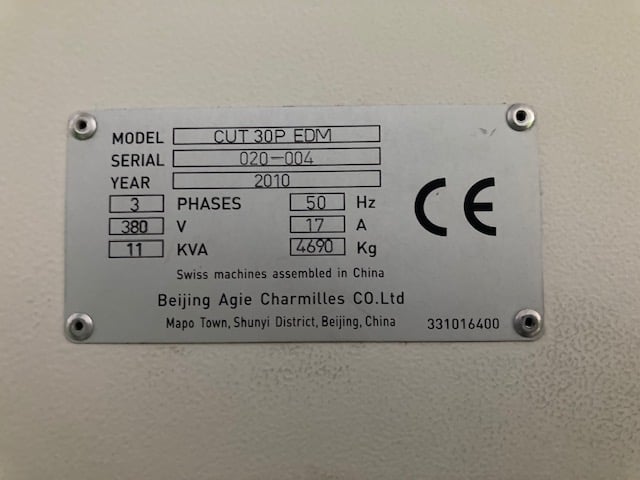 MODEL CUT 30P EDM
SERIAL 020-004
YEAR 2010
3 PHASES 50 Hz
380 V 17 A
11 KVA 4690 Kg
CE
Swiss machines assembled in China
Beijing Agie Charmilles CO.Ltd
Mapo Town, Shunyi District, Beijing, China 331016400